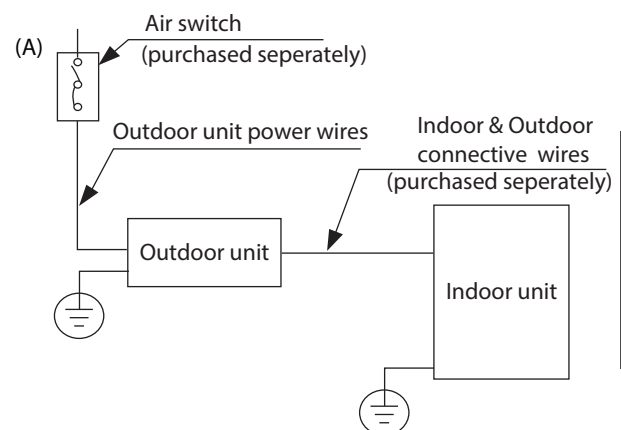 (A)
Air switch
(purchased seperately)
Outdoor unit power wires
Indoor & Outdoor
connective wires
(purchased seperately)
Outdoor unit
Indoor unit